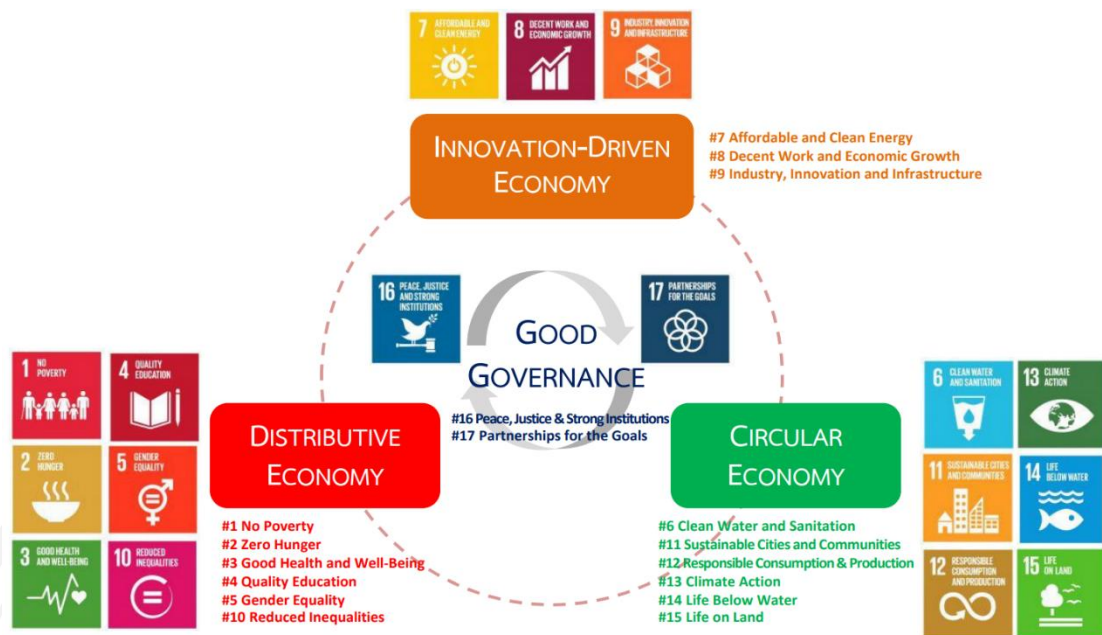 7 AFFORDABLE AND
CLEAN ENERGY
8 DECENT WORK AND
ECONOMIC GROWTH
9 INDUSTRY, INNOVATION
AND INFRASTRUCTURE
INNOVATION-DRIVEN
ECONOMY
#7 Affordable and Clean Energy
#8 Decent Work and Economic Growth
#9 Industry, Innovation and Infrastructure
16 PEACE, JUSTICE
AND STRONG
INSTITUTIONS
17 PARTNERSHIPS
FOR THE GOALS
GOOD
GOVERNANCE
#16 Peace, Justice & Strong Institutions
#17 Partnerships for the Goals
1 NO
POVERTY
4 QUALITY
EDUCATION
2 ZERO
HUNGER
5 GENDER
EQUALITY
3 GOOD HEALTH
AND WELL-BEING
10 REDUCED
INEQUALITIES
DISTRIBUTIVE
ECONOMY
#1 No Poverty
#2 Zero Hunger
#3 Good Health and Well-Being
#4 Quality Education
#5 Gender Equality
#10 Reduced Inequalities
CIRCULAR
ECONOMY
#6 Clean Water and Sanitation
#11 Sustainable Cities and Communities
#12 Responsible Consumption & Production
#13 Climate Action
#14 Life Below Water
#15 Life on Land
6 CLEAN WATER
AND SANITATION
13 CLIMATE
ACTION
11 SUSTAINABLE CITIES
AND COMMUNITIES
14 LIFE
BELOW WATER
12 RESPONSIBLE
CONSUMPTION
AND PRODUCTION
15 LIFE
ON LAND